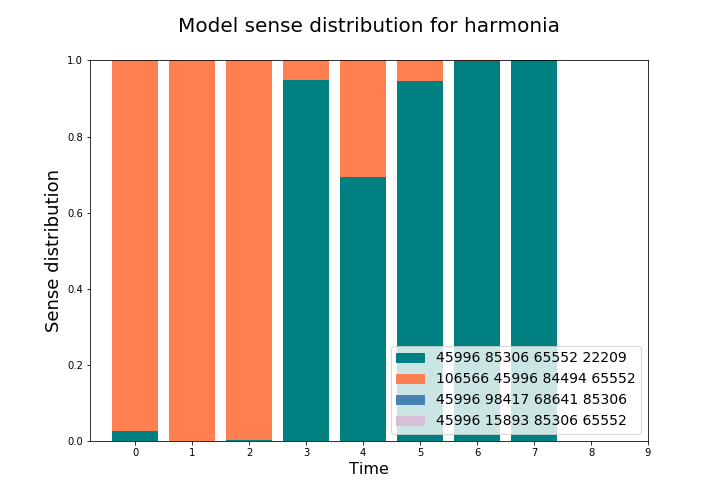 Model sense distribution for harmonia
1.0
0.8
0.6
0.4
0.2
0.0
Sense distribution
45996 85306 65552 22209
106566 45996 84494 65552
45996 98417 68641 85306
45996 15893 85306 65552
0 1 2 3 4 5 6 7 8 9
Time